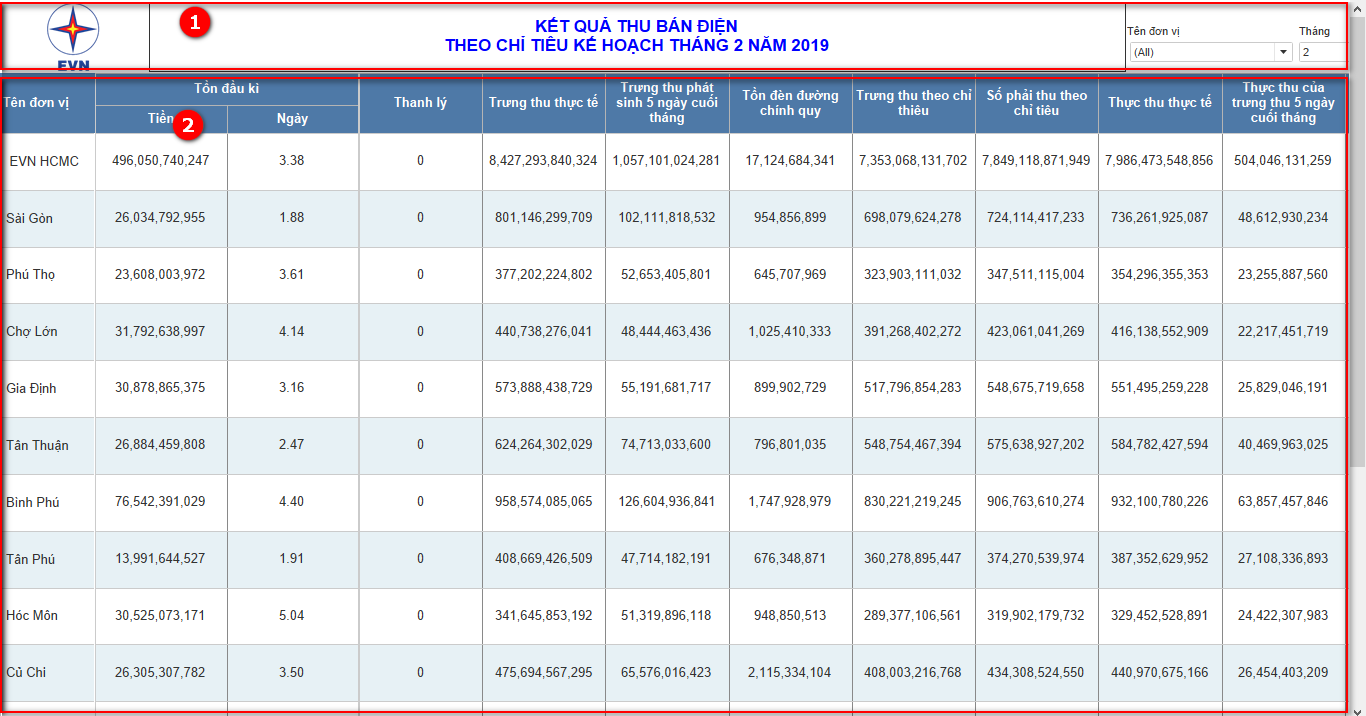 1
EVN
KẾT QUẢ THU BÁN ĐIỆN
THEO CHỈ TIÊU KẾ HOẠCH THÁNG 2 NĂM 2019
Tên đơn vị
(All)
Tháng
2
Tên đơn vị
Tồn đầu kì
Tiền
2
Ngày
Thanh lý
Trưng thu thực tế
Trưng thu phát
sinh 5 ngày cuối
tháng
Tồn đèn đường
chính quy
Trưng thu theo chỉ
thiêu
Số phải thu theo
chỉ tiêu
Thực thu thực tế
Thực thu của
trưng thu 5 ngày
cuối tháng
EVN HCMC 496,050,740,247 3.38 0 8,427,293,840,324 1,057,101,024,281 17,124,684,341 7,353,068,131,702 7,849,118,871,949 7,986,473,548,856 504,046,131,259
Sài Gòn 26,034,792,955 1.88 0 801,146,299,709 102,111,818,532 954,856,899 698,079,624,278 724,114,417,233 736,261,925,087 48,612,930,234
Phú Thọ 23,608,003,972 3.61 0 377,202,224,802 52,653,405,801 645,707,969 323,903,111,032 347,511,115,004 354,296,355,353 23,255,887,560
Chợ Lớn 31,792,638,997 4.14 0 440,738,276,041 48,444,463,436 1,025,410,333 391,268,402,272 423,061,041,269 416,138,552,909 22,217,451,719
Gia Định 30,878,865,375 3.16 0 573,888,438,729 55,191,681,717 899,902,729 517,796,854,283 548,675,719,658 551,495,259,228 25,829,046,191
Tân Thuận 26,884,459,808 2.47 0 624,264,302,029 74,713,033,600 796,801,035 548,754,467,394 575,638,927,202 584,782,427,594 40,469,963,025
Bình Phú 76,542,391,029 4.40 0 958,574,085,065 126,604,936,841 1,747,928,979 830,221,219,245 906,763,610,274 932,100,780,226 63,857,457,846
Tân Phú 13,991,644,527 1.91 0 408,669,426,509 47,714,182,191 676,348,871 360,278,895,447 374,270,539,974 387,352,629,952 27,108,336,893
Hóc Môn 30,525,073,171 5.04 0 341,645,853,192 51,319,896,118 948,850,513 289,377,106,561 319,902,179,732 329,452,528,891 24,422,307,983
Củ Chi 26,305,307,782 3.50 0 475,694,567,295 65,576,016,423 2,115,334,104 408,003,216,768 434,308,524,550 440,970,675,166 26,454,403,209